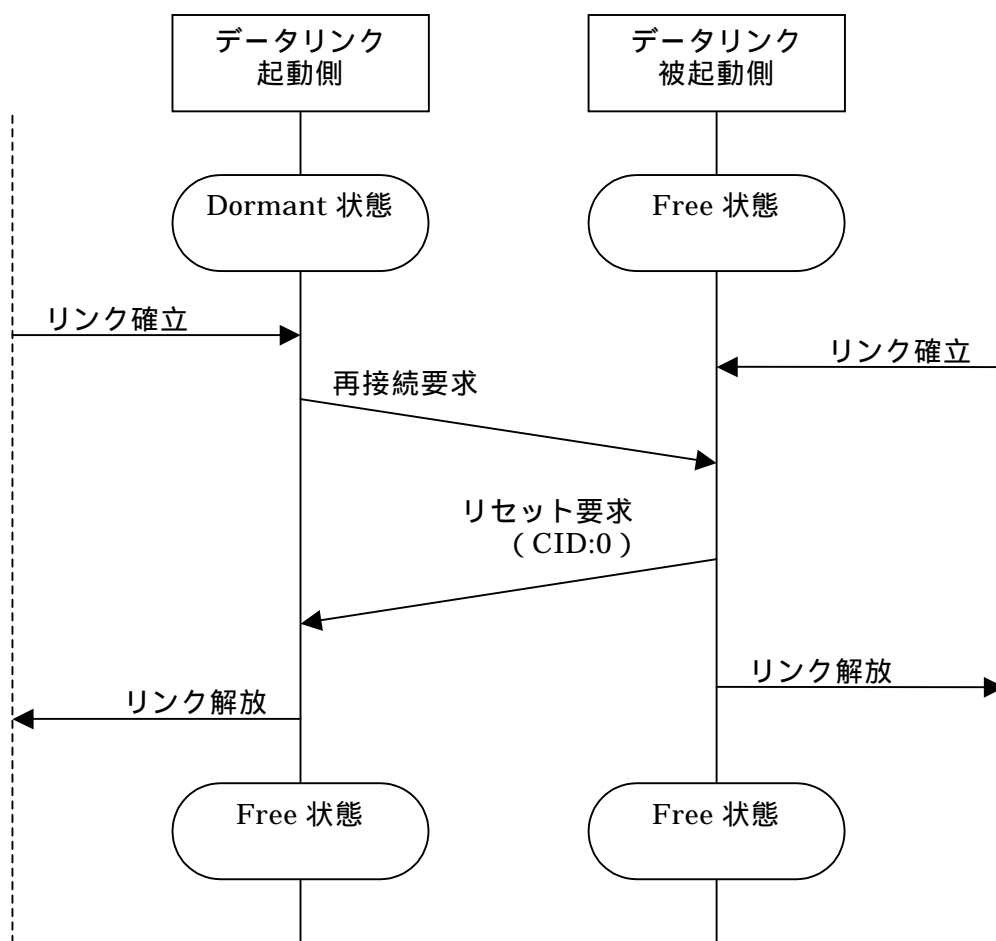 データリンク
起動側
データリンク
被起動側
Dormant 状態
Free 状態
リンク確立
リンク確立
再接続要求
リセット要求
( CID:0 )
リンク解放
リンク解放
Free 状態
Free 状態